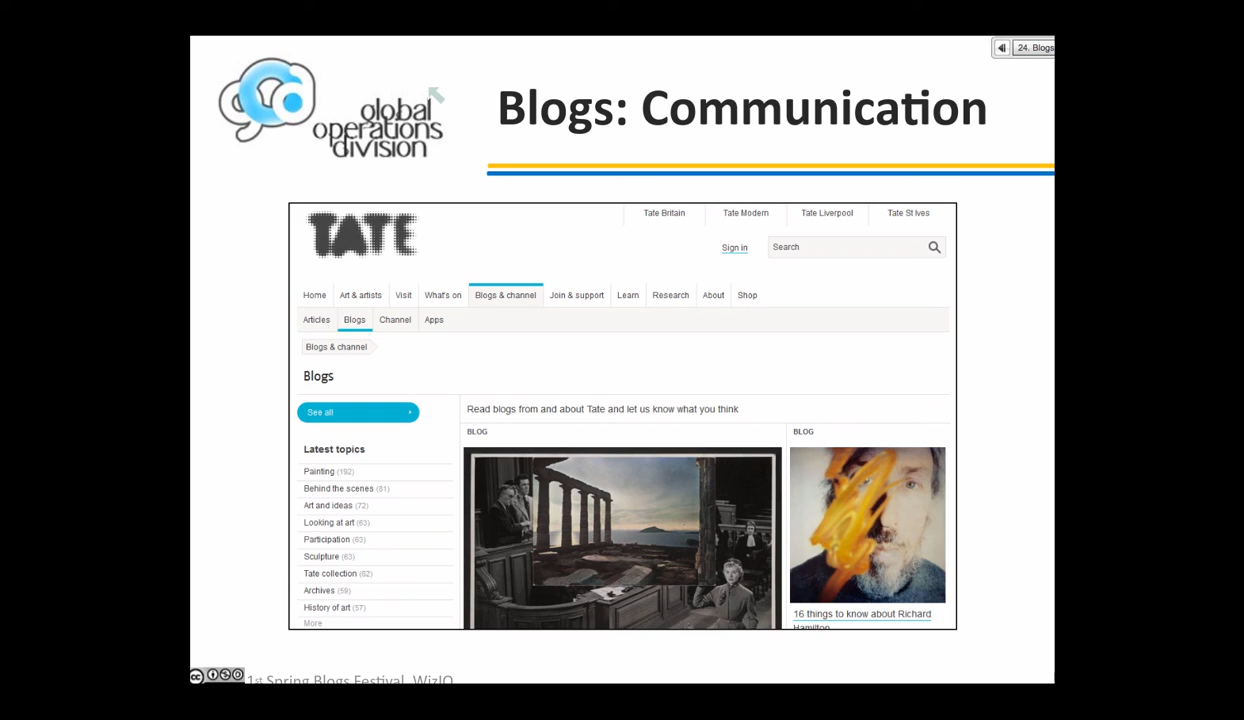 24. Blogs
global
operations
division
Blogs: Communication
TATE
Tate Britain
Tate Modern
Tate Liverpool
Tate St Ives
Sign in
Search
Home
Art & artists
Visit
What's on
Blogs & channel
Join & support
Learn
Research
About
Shop
Articles
Blogs
Channel
Apps
Blogs & channel
Blogs
See all
Read blogs from and about Tate and let us know what you think
BLOG
BLOG
Latest topics
Painting (192)
Behind the scenes (81)
Art and ideas (72)
Looking at art (63)
Participation (63)
Sculpture (63)
Tate collection (62)
Archives (59)
History of art (57)
More
16 things to know about Richard
Hamilton
cc
1st Spring Blogs Festival, WizIQ